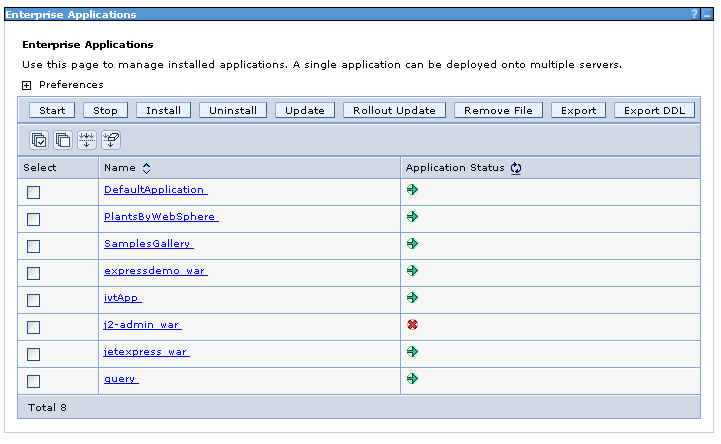 Enterprise Applications
Enterprise Applications
Use this page to manage installed applications. A single application can be deployed onto multiple servers.
Preferences
Start Stop Install Uninstall Update Rollout Update Remove File Export Export DDL
Select Name Application Status
DefaultApplication
PlantsByWebSphere
SamplesGallery
expressdemo_war
ivtApp
j2-admin_war
jetexpress_war
query
Total 8